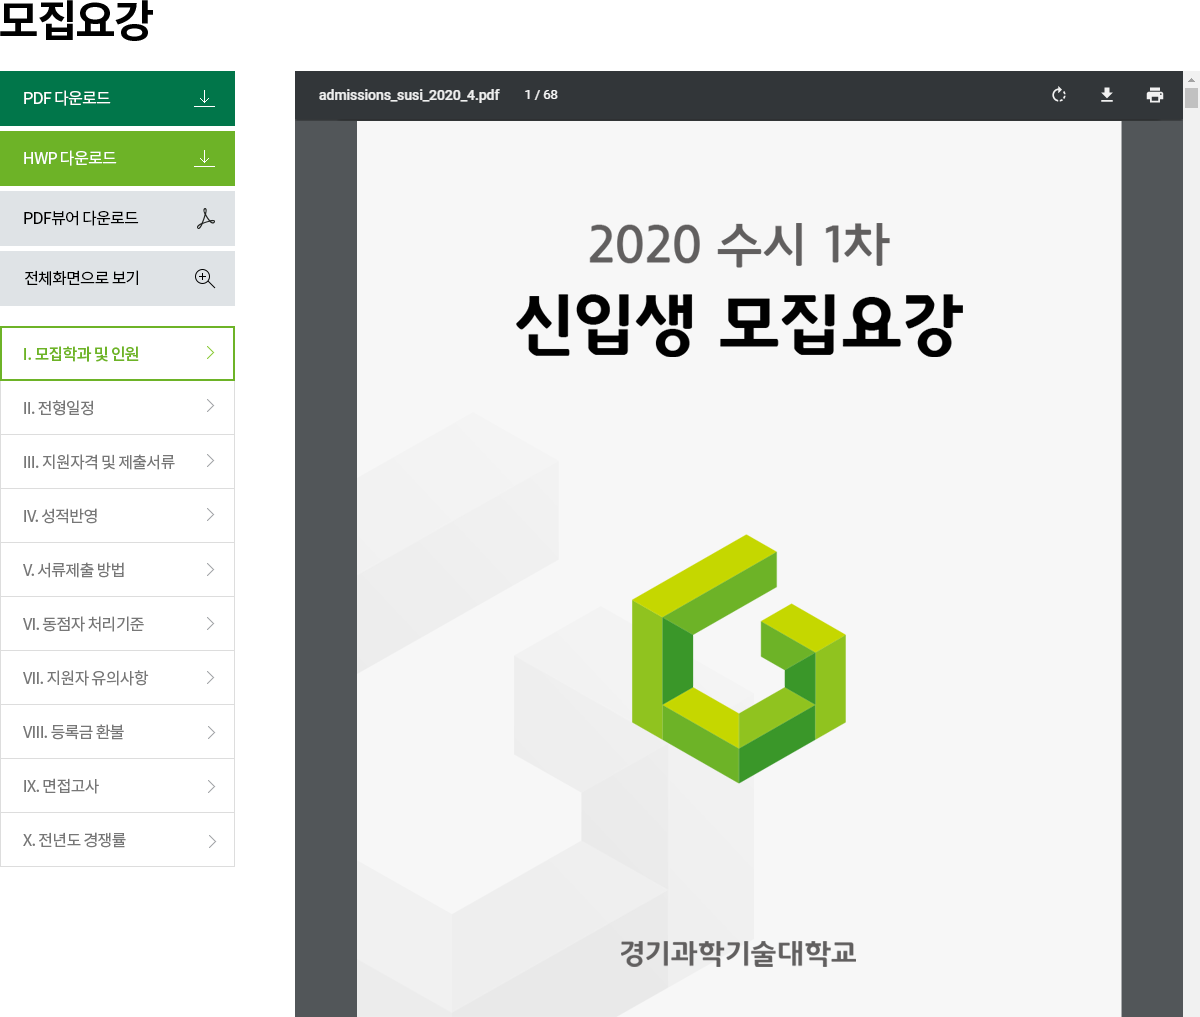 모집요강
PDF 다운로드
HWP 다운로드
PDF뷰어 다운로드
전체화면으로 보기
I. 모집학과 및 인원
II. 전형일정
III. 지원자격 및 제출서류
IV. 성적반영
V. 서류제출 방법
VI. 동점자 처리기준
VII. 지원자 유의사항
VIII. 등록금 환불
IX. 면접고사
X. 전년도 경쟁률
admissions_susi_2020_4.pdf 1 / 68
2020 수시 1차
신입생 모집요강
경기과학기술대학교